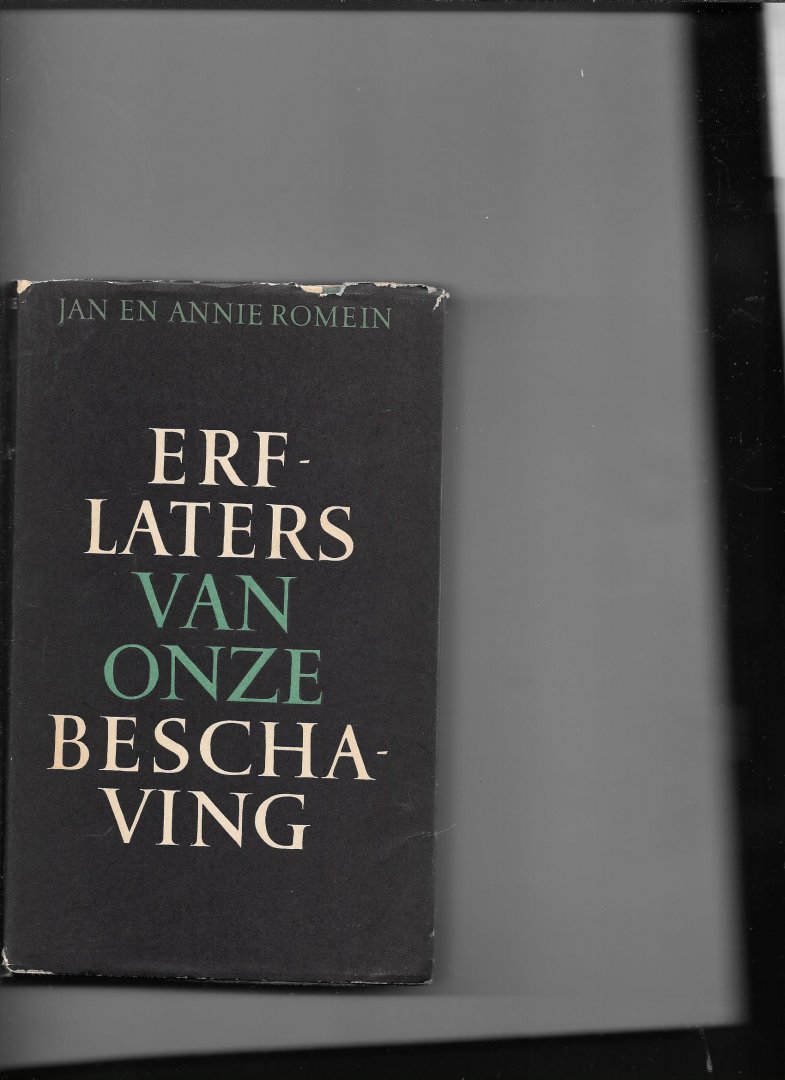 JAN EN ANNIE ROMEIN
ERF-
LATERS
VAN
ONZE
BESCHA-
VING